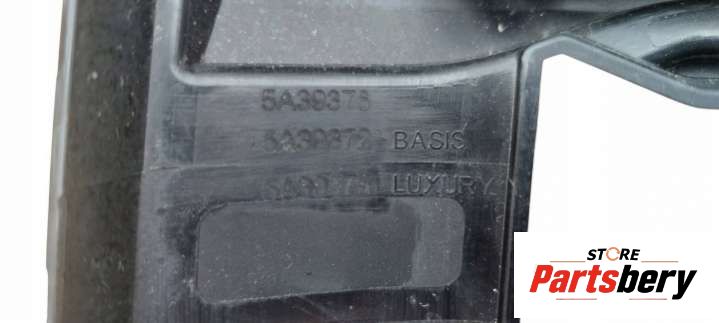 5A39378
5A39372 - BASIS
LUXURY
STORE
Partsbery